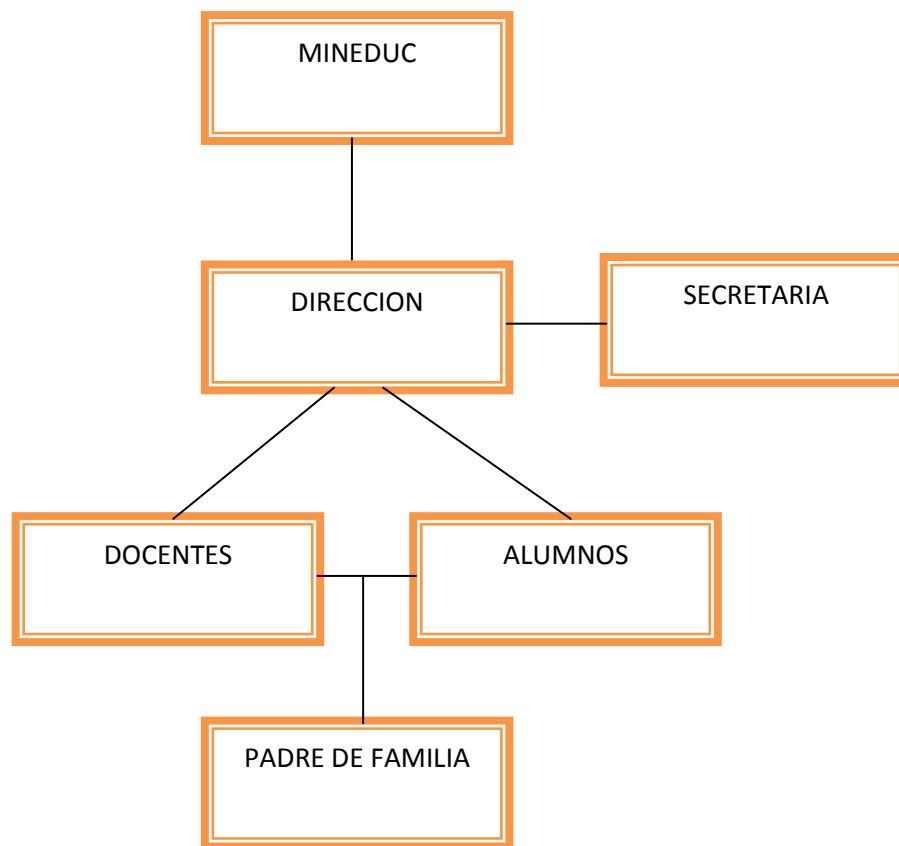 MINEDUC
DIRECCION
SECRETARIA
DOCENTES
ALUMNOS
PADRE DE FAMILIA